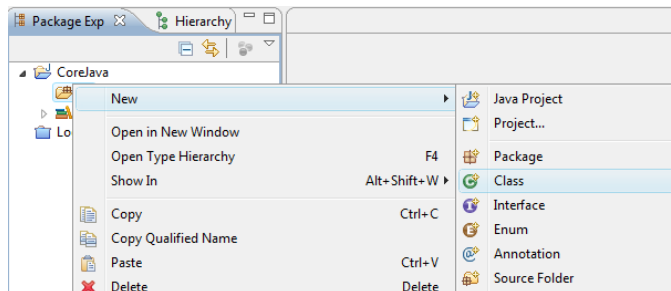 Package Exp
Hierarchy
CoreJava
Lo
New
Open in New Window
Open Type Hierarchy F4
Show In Alt+Shift+W
Copy Ctrl+C
Copy Qualified Name
Paste Ctrl+V
Delete Delete
Java Project
Project...
Package
Class
Interface
Enum
Annotation
Source Folder